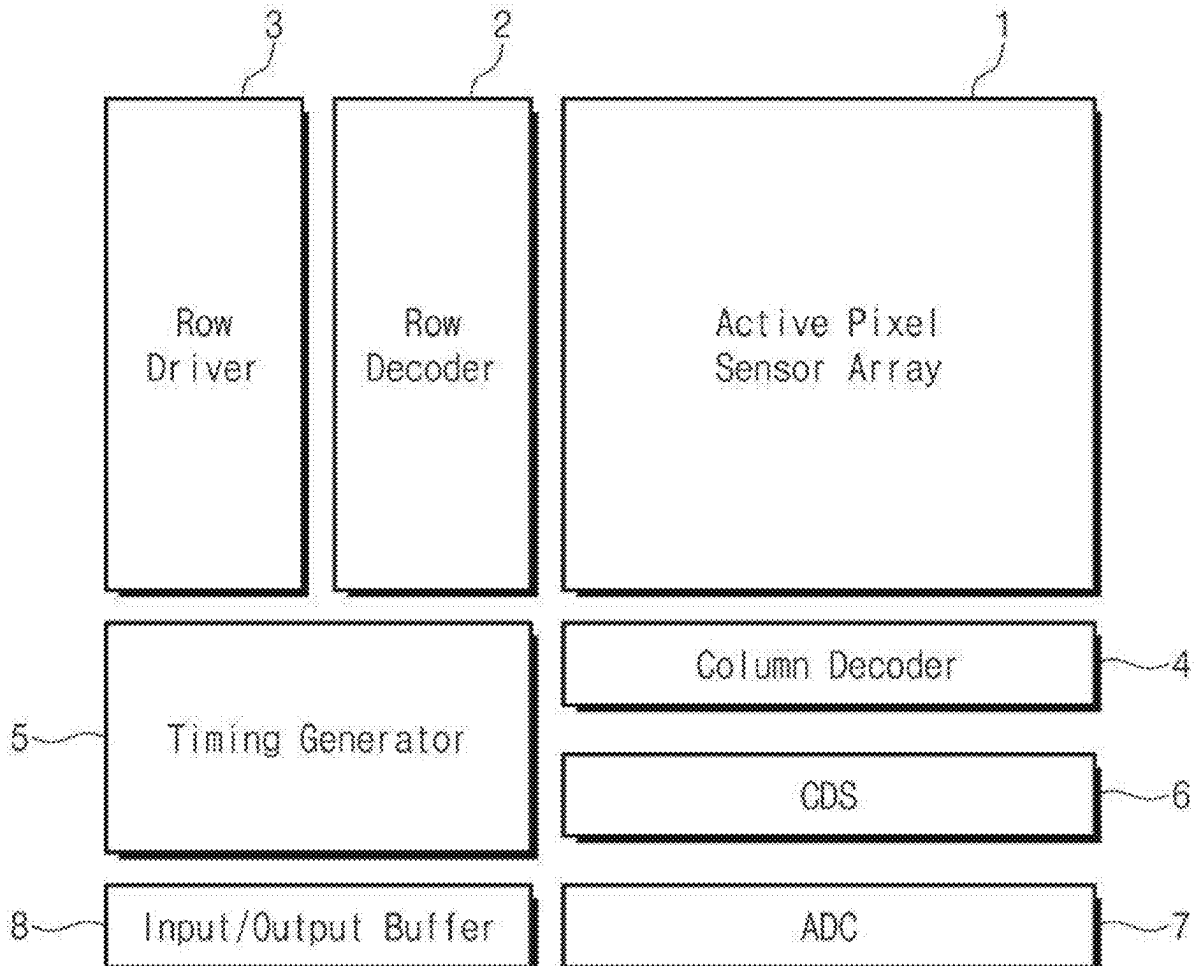 3
2
1
Row
Driver
Row
Decoder
Active Pixel
Sensor Array
Column Decoder
4
5
Timing Generator
CDS
6
8
Input/Output Buffer
ADC
7